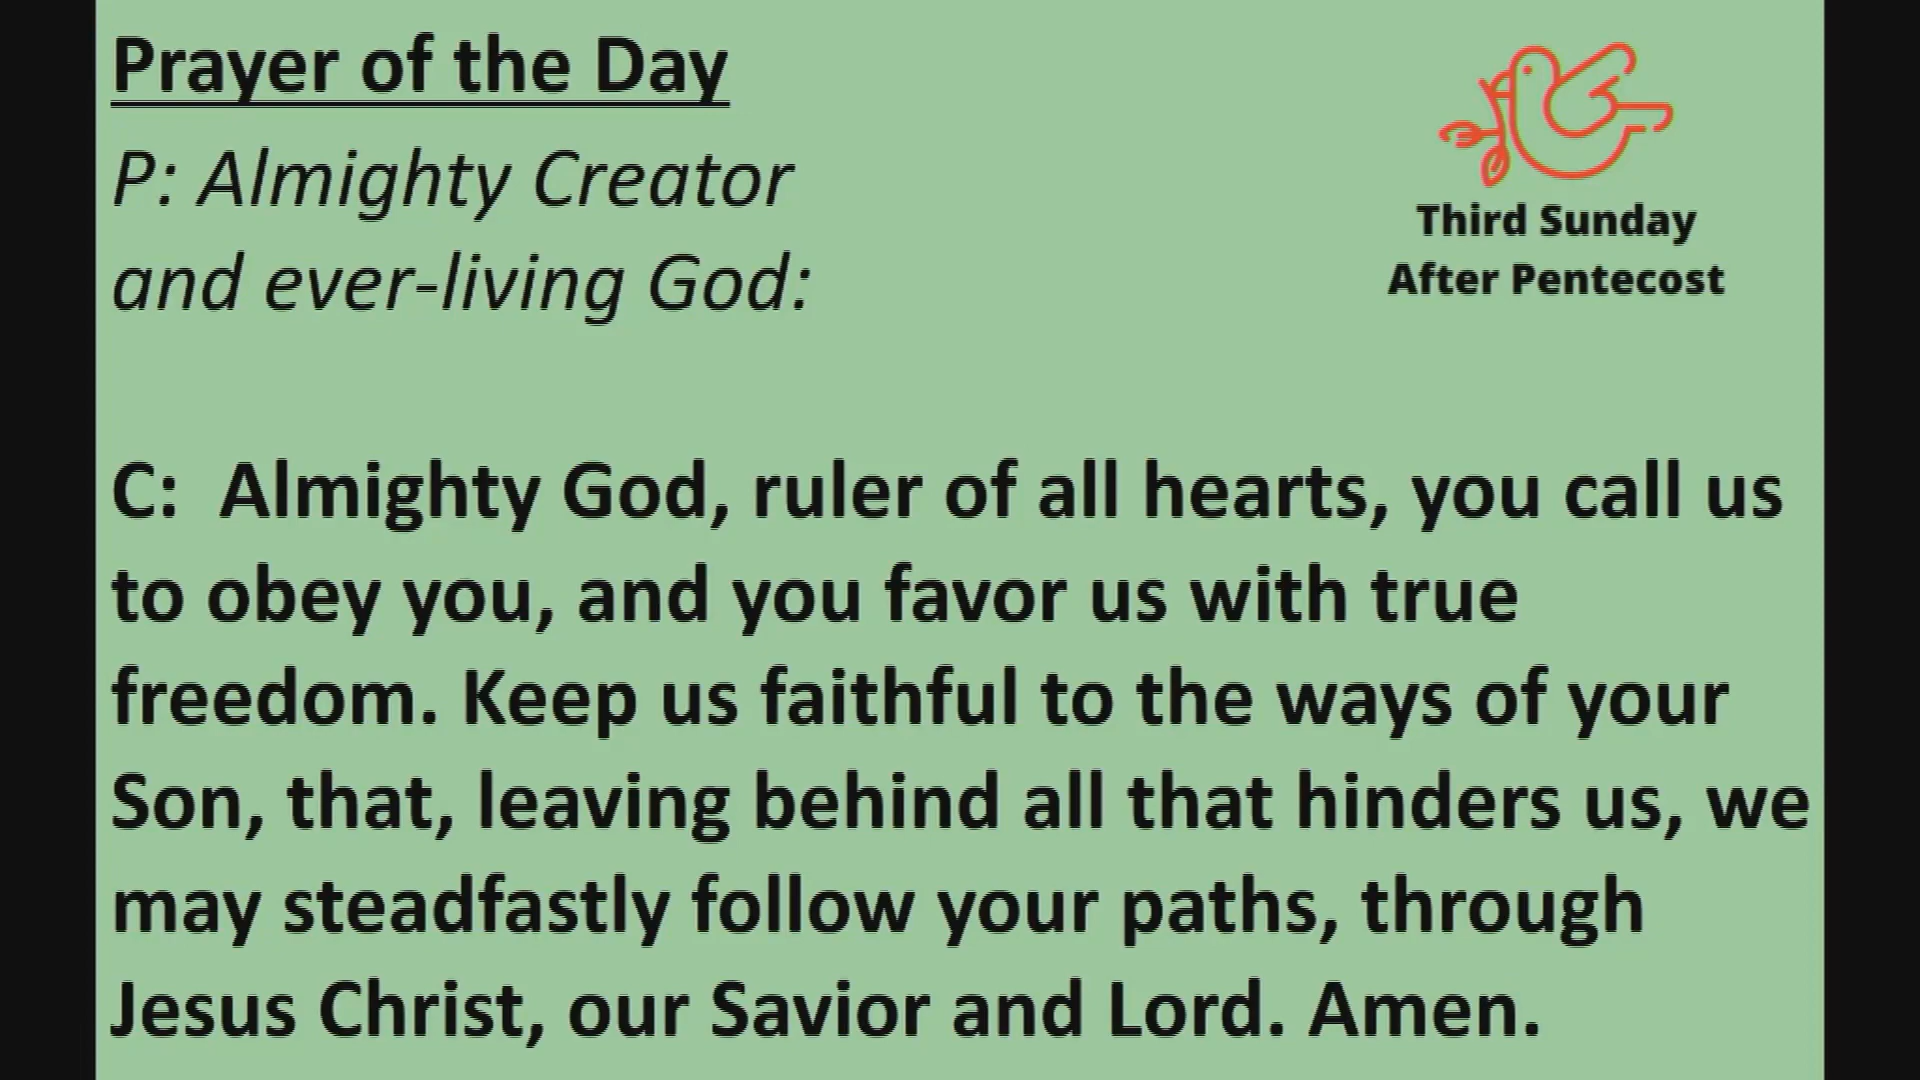 Prayer of the Day
P: Almighty Creator
and ever-living God:
Third Sunday
After Pentecost
C:  Almighty God, ruler of all hearts, you call us
to obey you, and you favor us with true
freedom. Keep us faithful to the ways of your
Son, that, leaving behind all that hinders us, we
may steadfastly follow your paths, through
Jesus Christ, our Savior and Lord. Amen.